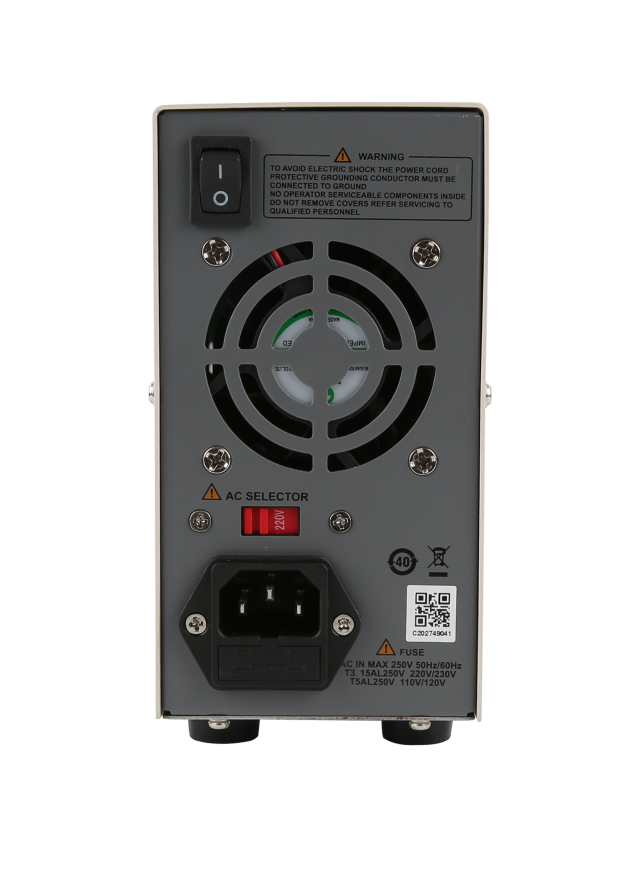 WARNING
TO AVOID ELECTRIC SHOCK THE POWER CORD
PROTECTIVE GROUNDING CONDUCTOR MUST BE
CONNECTED TO GROUND
NO OPERATOR SERVICEABLE COMPONENTS INSIDE
DO NOT REMOVE COVERS REFER SERVICING TO
QUALIFIED PERSONNEL
AC SELECTOR
220V
40
C202749041
FUSE
AC IN MAX 250V 50Hz/60Hz
T3. 15AL250V 220V/230V
T5AL250V 110V/120V